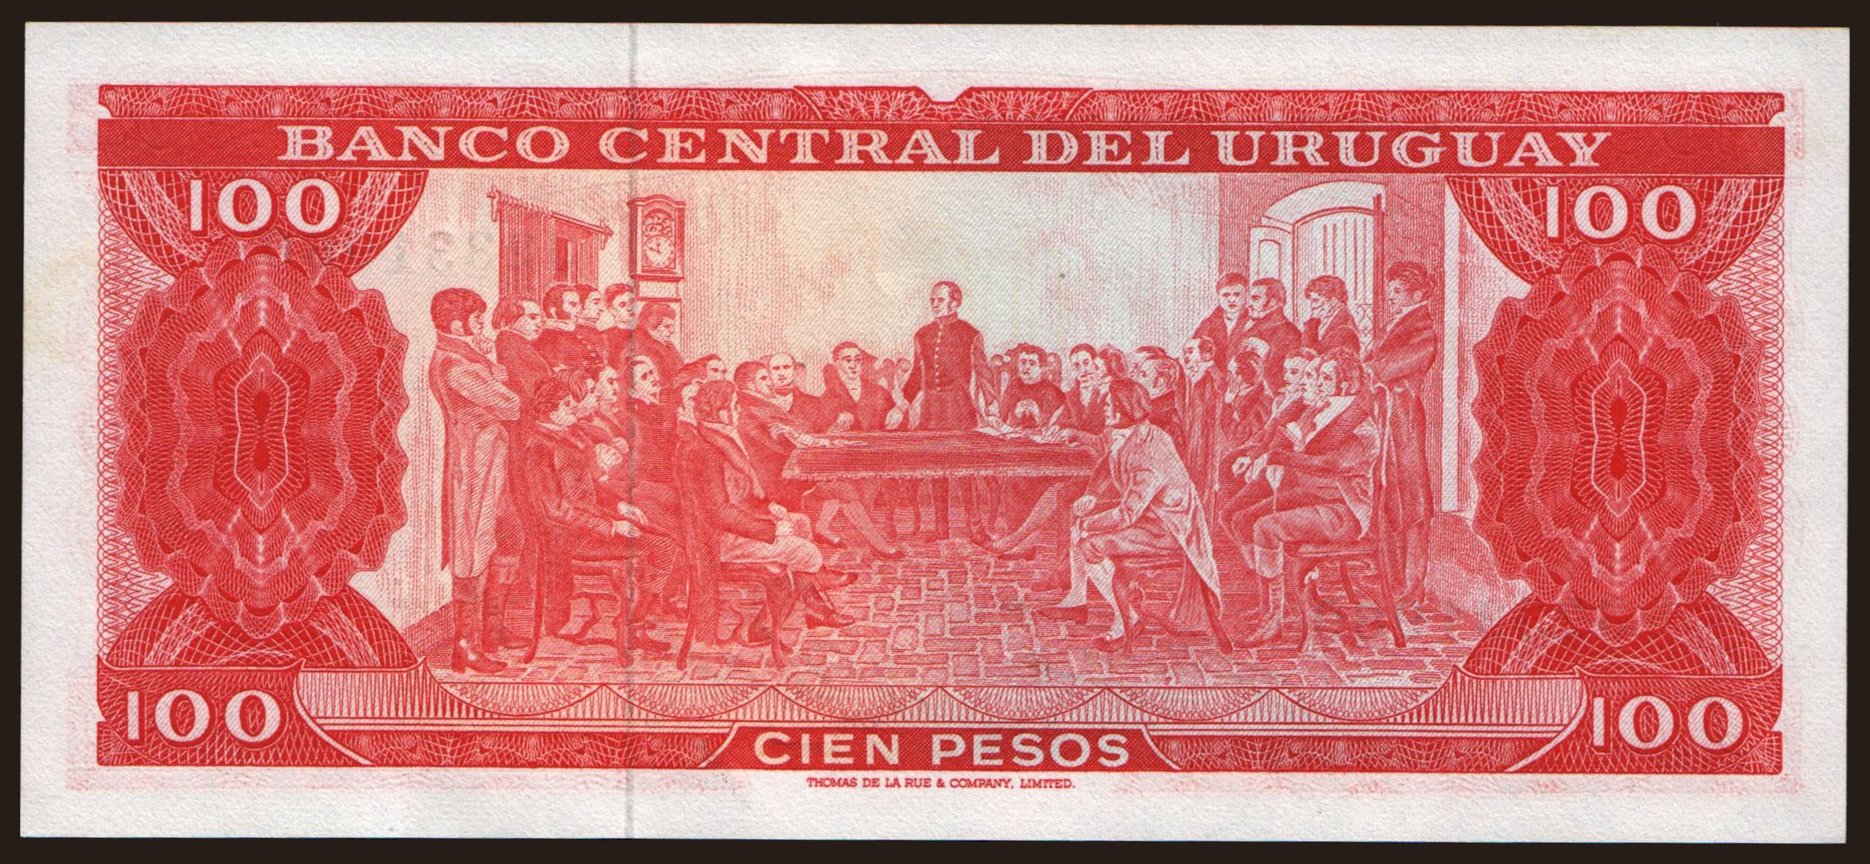 BANCO CENTRAL DEL URUGUAY
100 100
100 100
CIEN PESOS
THOMAS DE LA RUE & COMPANY, LIMITED.